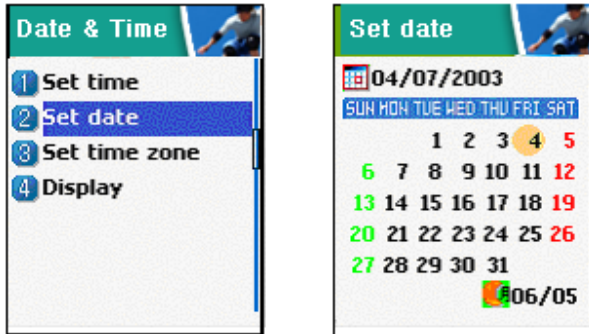 Date & Time
1 Set time
2 Set date
3 Set time zone
4 Display
Set date
04/07/2003
SUN MON TUE WED THU FRI SAT
1 2 3 4 5
6 7 8 9 10 11 12
13 14 15 16 17 18 19
20 21 22 23 24 25 26
27 28 29 30 31
06/05